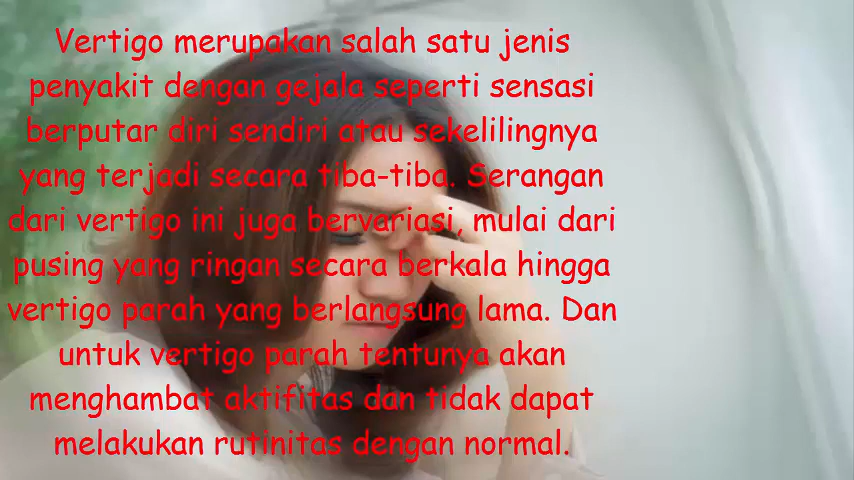 Vertigo merupakan salah satu jenis
penyakit dengan gejala seperti sensasi
berputar diri sendiri atau sekelilingnya
yang terjadi secara tiba-tiba. Serangan
dari vertigo ini juga bervariasi, mulai dari
pusing yang ringan secara berkala hingga
vertigo parah yang berlangsung lama. Dan
untuk vertigo parah tentunya akan
menghambat aktifitas dan tidak dapat
melakukan rutinitas dengan normal.